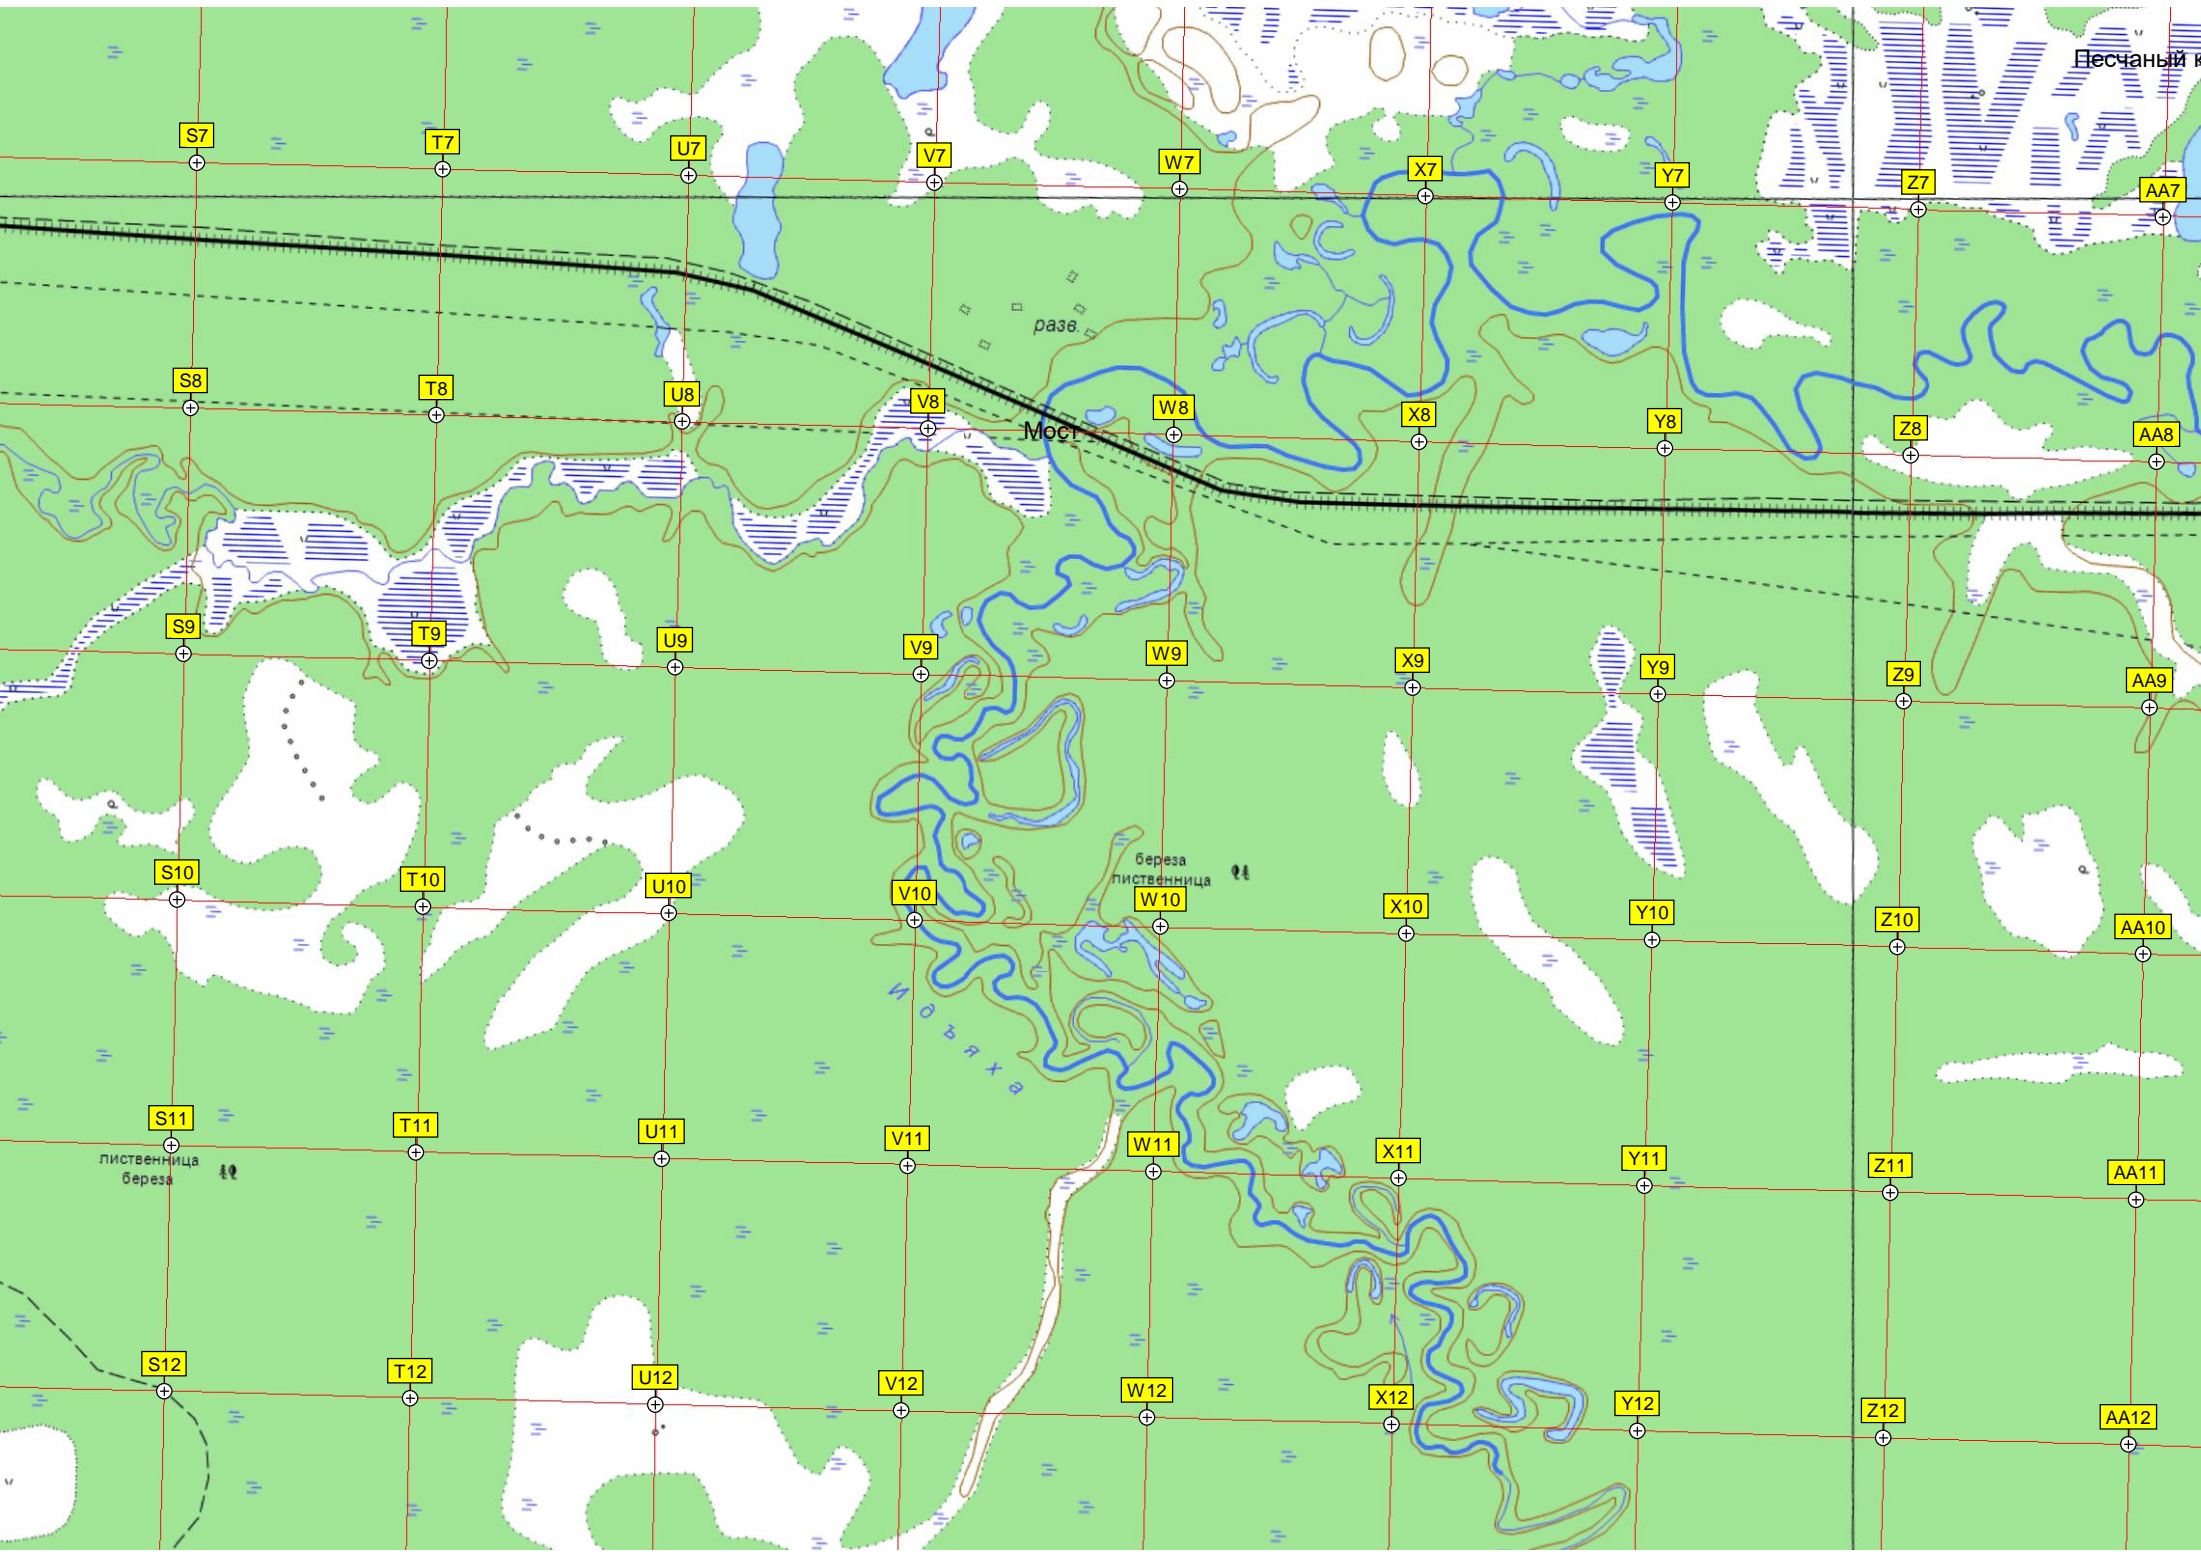 Песчаный к
S7
T7
U7
V7
W7
X7
Y7
Z7
AA7
разв.
S8
T8
U8
V8
Мост
W8
X8
Y8
Z8
AA8
S9
T9
U9
V9
W9
X9
Y9
Z9
AA9
береза
лиственница
S10
T10
U10
V10
W10
X10
Y10
Z10
AA10
Идъяха
S11
T11
U11
V11
W11
X11
Y11
Z11
AA11
лиственница
береза
S12
T12
U12
V12
W12
X12
Y12
Z12
AA12